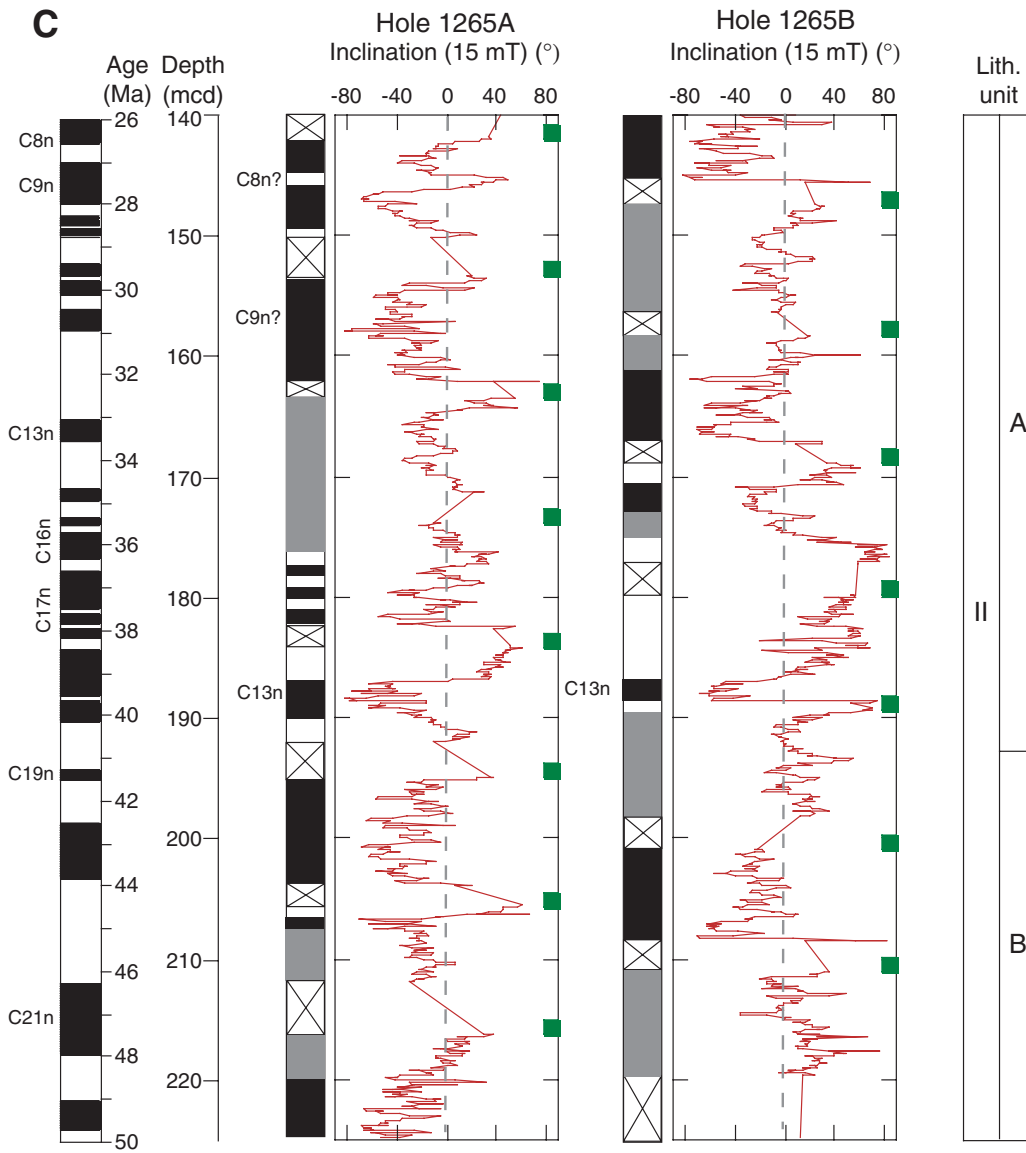 C
Hole 1265A
Hole 1265B
Age (Ma)
Depth (mcd)
Inclination (15 mT) (°)
Inclination (15 mT) (°)
Lith. unit
-80 -40 0 40 80
-80 -40 0 40 80
26
28
30
32
34
36
38
40
42
44
46
48
50
C8n
C9n
C13n
C16n
C17n
C19n
C21n
140
150
160
170
180
190
200
210
220
C8n?
C9n?
C13n
C13n
II
A
B